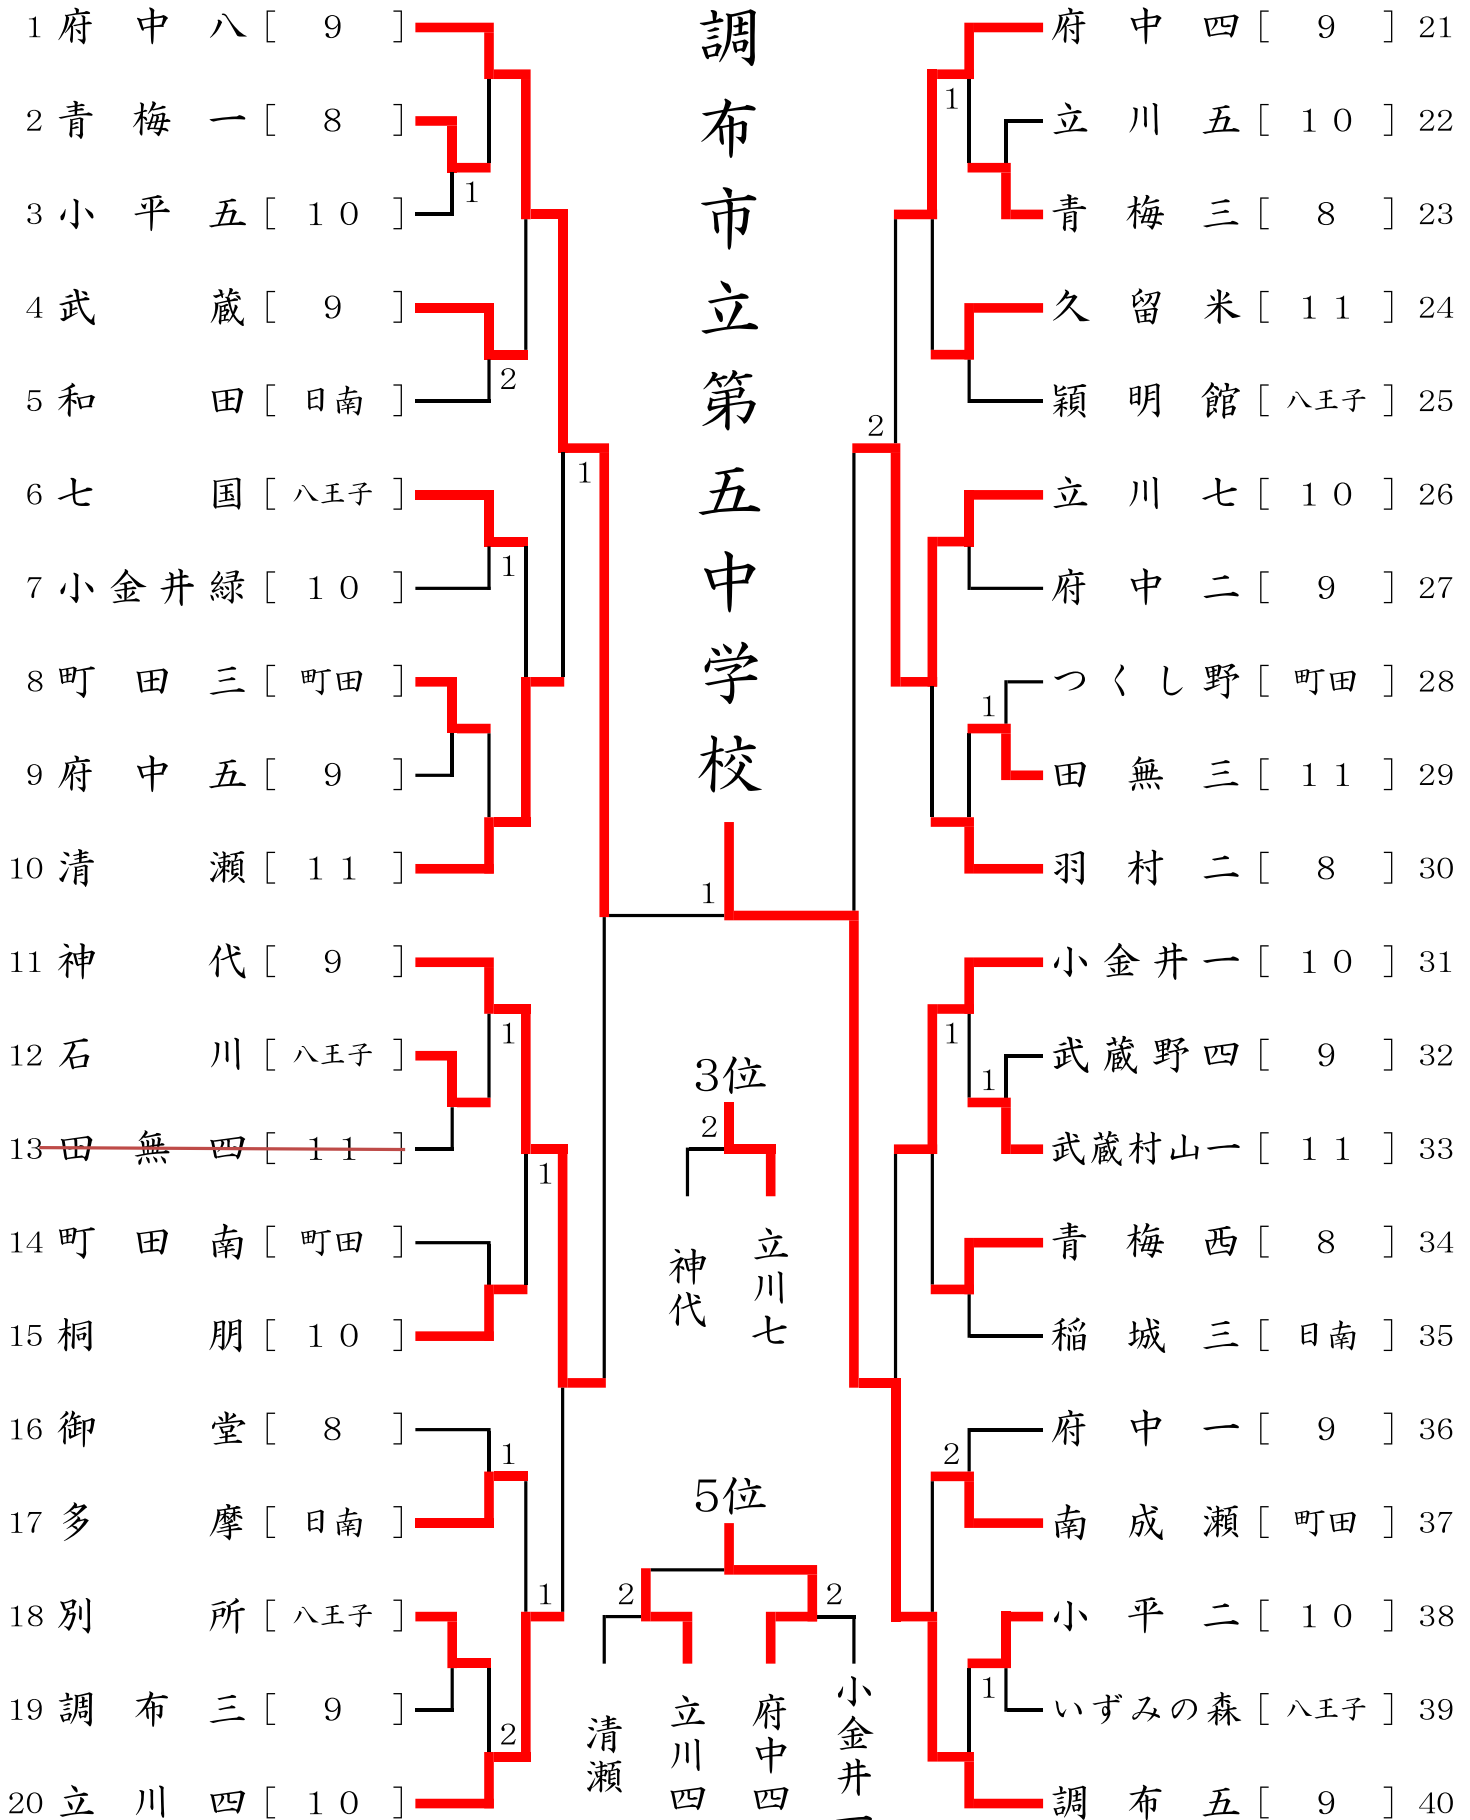 1 府中八 [ 9 ]
2 青梅一 [ 8 ]
1
3 小平五 [ 10 ]
4 武蔵 [ 9 ]
2
5 和田 [ 日南 ]
1
6 七国 [ 八王子 ]
1
7 小金井緑 [ 10 ]
8 町田三 [ 町田 ]
9 府中五 [ 9 ]
10 清瀬 [ 11 ]
11 神代 [ 9 ]
1
12 石川 [ 八王子 ]
13 田無四 [ 11 ]
1
14 町田南 [ 町田 ]
15 桐朋 [ 10 ]
16 御堂 [ 8 ]
1
17 多摩 [ 日南 ]
1
18 別所 [ 八王子 ]
19 調布三 [ 9 ]
2
20 立川四 [ 10 ]
調布市立第五中学校
1
3位
2
神代
立川七
5位
2
2
清瀬
立川四
府中四
小金井
府中四 [ 9 ] 21
1
立川五 [ 10 ] 22
青梅三 [ 8 ] 23
久留米 [ 11 ] 24
穎明館 [ 八王子 ] 25
2
立川七 [ 10 ] 26
府中二 [ 9 ] 27
つくし野 [ 町田 ] 28
1
田無三 [ 11 ] 29
羽村二 [ 8 ] 30
小金井一 [ 10 ] 31
1
武蔵野四 [ 9 ] 32
1
武蔵村山一 [ 11 ] 33
青梅西 [ 8 ] 34
稲城三 [ 日南 ] 35
府中一 [ 9 ] 36
2
南成瀬 [ 町田 ] 37
小平二 [ 10 ] 38
1
いずみの森 [ 八王子 ] 39
調布五 [ 9 ] 40